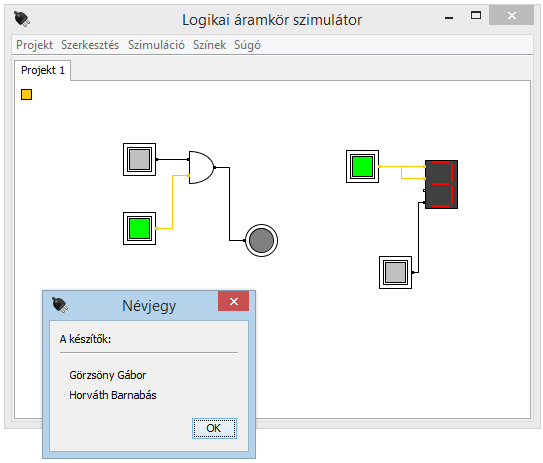 Logikai áramkör szimulátor
Projekt Szerkesztés Szimuláció Színek Súgó
Projekt 1
Névjegy
A készítők:
Görzsöny Gábor
Horváth Barnabás
OK